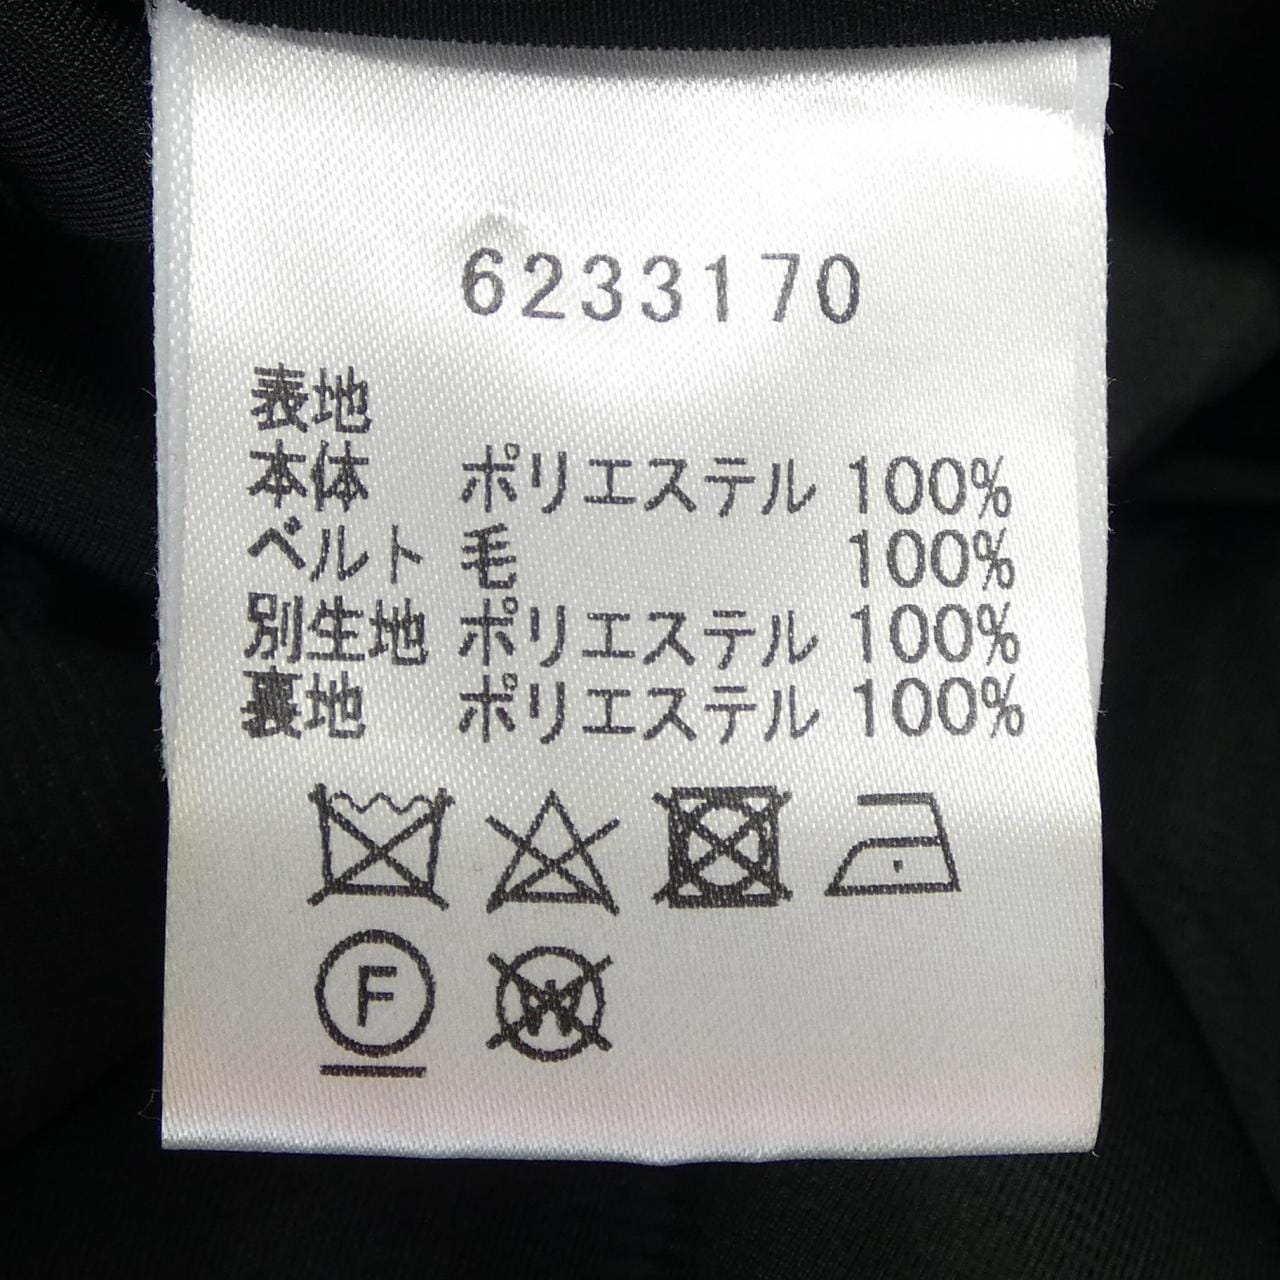 6233170
表地
本体 ポリエステル 100%
ベルト 毛 100%
別生地 ポリエステル 100%
裏地 ポリエステル 100%
F
W